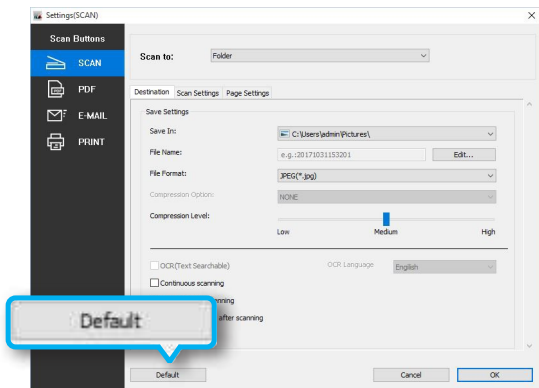 Settings(SCAN)
Scan Buttons
SCAN
PDF
E-MAIL
PRINT
Scan to:
Folder
Destination
Scan Settings
Page Settings
Save Settings
Save In:
C:\Users\admin\Pictures\
File Name:
e.g.:20171031153201
Edit...
File Format:
JPEG(*.jpg)
Compression Option:
NONE
Compression Level:
Low
Medium
High
OCR(Text Searchable)
OCR Language
English
Continuous scanning
after scanning
Default
Default
Cancel
OK